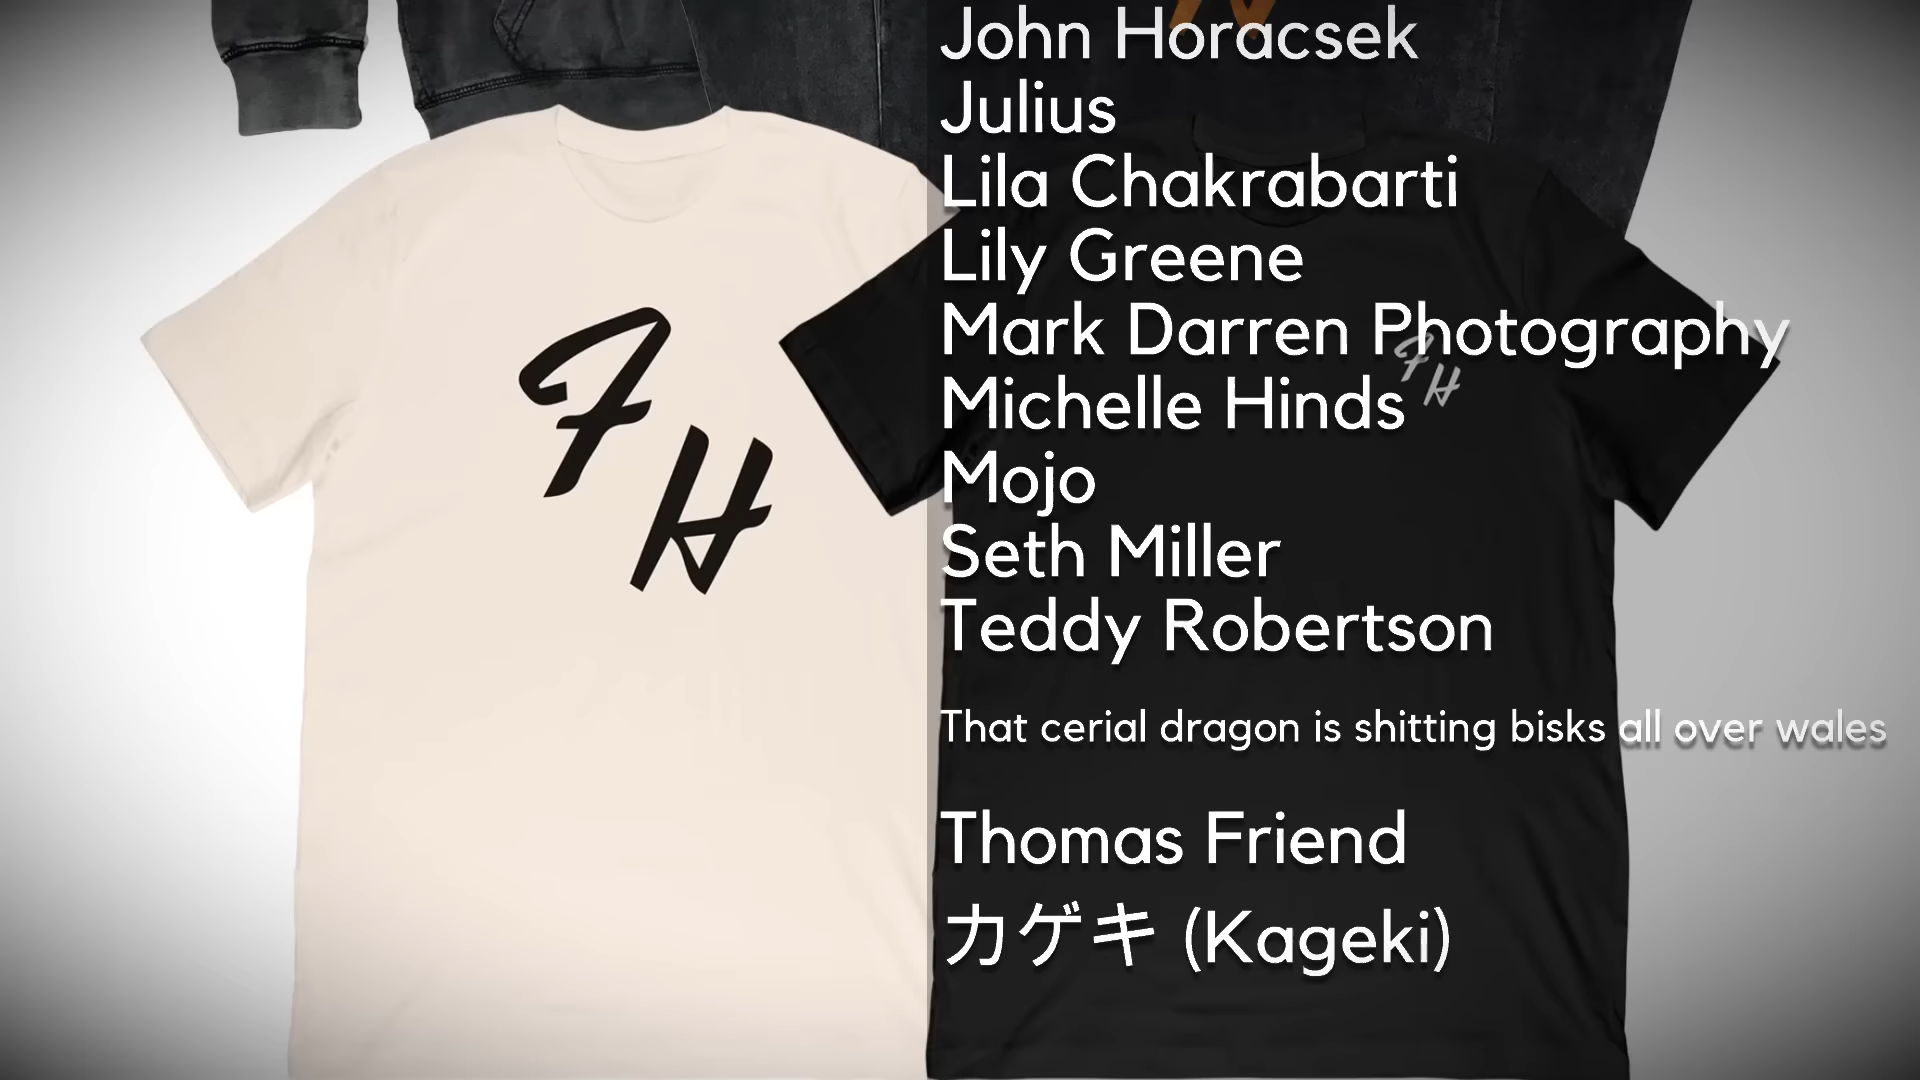 John Horacsek
Julius
Lila Chakrabarti
Lily Greene
Mark Darren Photography
Michelle Hinds
Mojo
Seth Miller
Teddy Robertson
That cerial dragon is shitting bisks all over wales
Thomas Friend
カゲキ (Kageki)
FH
FH